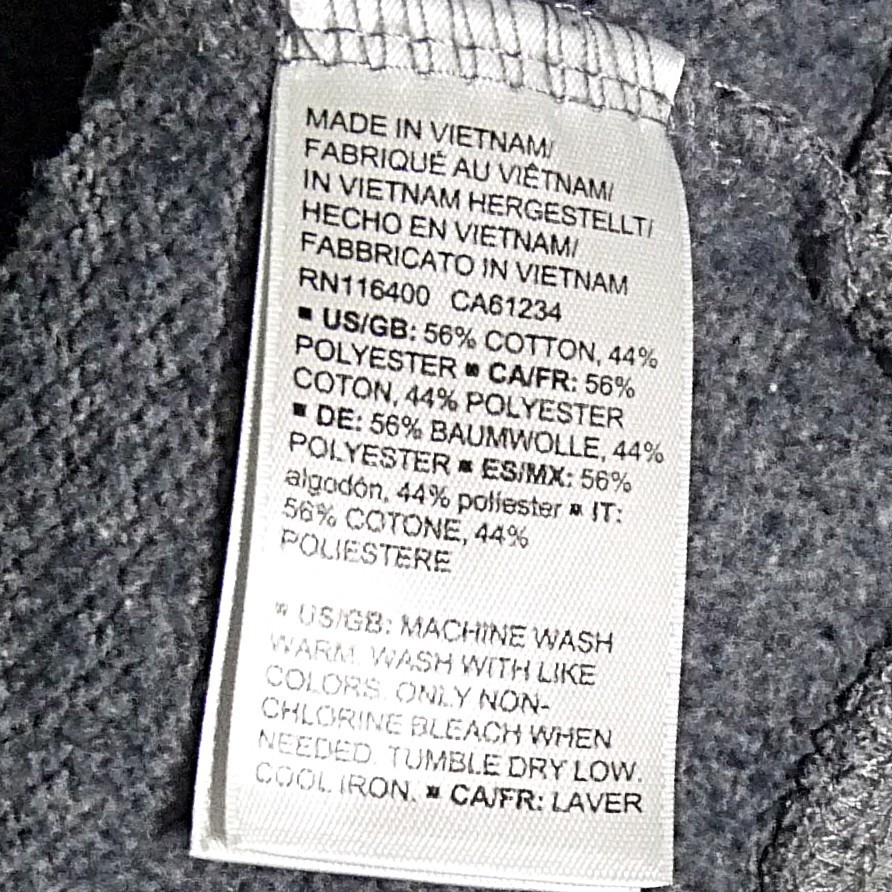 MADE IN VIETNAM/
FABRIQUÉ AU VIÊTNAM/
IN VIETNAM HERGESTELLT/
HECHO EN VIETNAM/
FABBRICATO IN VIETNAM
RN116400 CA61234
▪ US/GB: 56% COTTON, 44%
POLYESTER ▪ CA/FR: 56%
COTON, 44% POLYESTER
▪ DE: 56% BAUMWOLLE, 44%
POLYESTER ▪ ES/MX: 56%
algodón, 44% poliester ▪ IT:
56% COTONE, 44%
POLIESTERE
▪ US/GB: MACHINE WASH
WARM. WASH WITH LIKE
COLORS. ONLY NON-
CHLORINE BLEACH WHEN
NEEDED. TUMBLE DRY LOW.
COOL IRON. ▪ CA/FR: LAVER